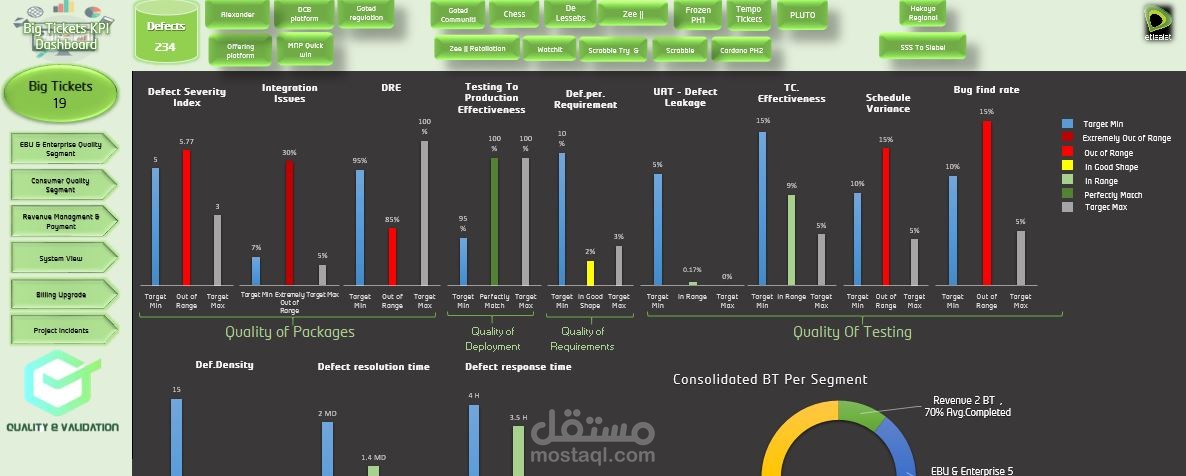 Big Tickets KPI
Dashboard
Defects
234
Alexander
DCB
platform
Gated
regulation
Offering
platform
MNP Quick
win
Gated
Communiti
Chess
De
Lessebs
Zee ||
Frozen
PH1
Tempo
Tickets
PLUTO
Zee || Retaliation
Watchit
Scrabble Try &
Scrabble
Cordano PH2
Hekaya
Regional
SSS To Siebel
etisalat
Big Tickets
19
EBU & Enterprise Quality
Segment
Consumer Quality
Segment
Revenue Managment &
Payment
System View
Billing Upgrade
Project Incidents
QUALITY & VALIDATION
Defect Severity
Index
5
5.77
3
Target
Min
Out of
Range
Target
Max
Integration
Issues
7%
30%
5%
Target Min
Extremely
Out of
Range
Target Max
DRE
95%
85%
100
%
Target
Min
Out of
Range
Target
Max
Quality of Packages
Testing To
Production
Effectiveness
95
%
100
%
100
%
Target
Min
Perfectly
Match
Target
Max
Quality of
Deployment
Def.per.
Requirement
10
%
2%
3%
Target
Min
In Good
Shape
Target
Max
Quality of
Requirements
UAT - Defect
Leakage
5%
0.17%
0%
Target
Min
In Range
Target
Max
TC.
Effectiveness
15%
9%
5%
Target
Min
In Range
Target
Max
Schedule
Variance
10%
15%
5%
Target
Min
Out of
Range
Target
Max
Bug find rate
10%
15%
5%
Target
Min
Out of
Range
Target
Max
Quality Of Testing
Target Min
Extremely Out of Range
Out of Range
In Good Shape
In Range
Perfectly Match
Target Max
Def.Density
15
Defect resolution time
2 MD
1.4 MD
Defect response time
4 H
3.5 H
Consolidated BT Per Segment
Revenue 2 BT ,
70% Avg.Completed
EBU & Enterprise 5
مستقل
mostaql.com